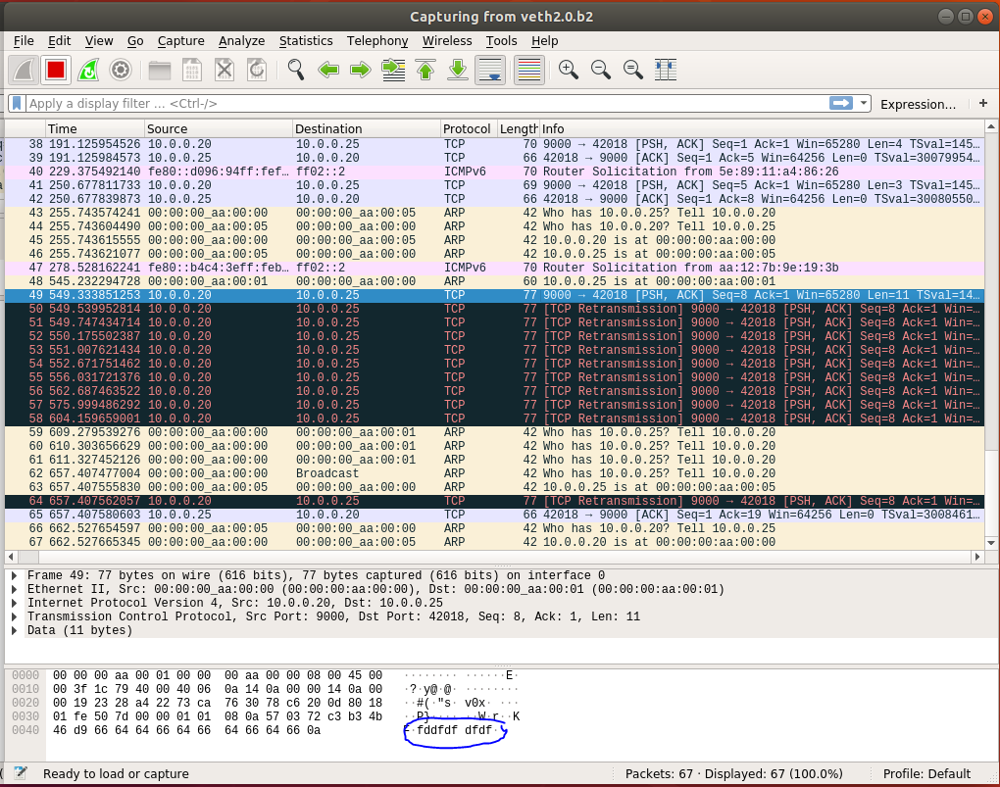 Capturing from veth2.0.b2
File Edit View Go Capture Analyze Statistics Telephony Wireless Tools Help
Apply a display filter ... <Ctrl-/> Expression... +
Time Source Destination Protocol Length Info
38 191.125954526 10.0.0.20 10.0.0.25 TCP 70 9000 → 42018 [PSH, ACK] Seq=4 Ack=1 Win=65280 Len=4 TSval=145…
39 191.125984573 10.0.0.25 10.0.0.20 TCP 66 42018 → 9000 [ACK] Seq=1 Ack=5 Win=64256 Len=0 TSval=30079954…
40 229.375492140 fe80::d096:94ff:fef… ff02::2 ICMPv6 70 Router Solicitation from 5e:89:11:a4:86:26
41 250.677811733 10.0.0.20 10.0.0.25 TCP 69 9000 → 42018 [PSH, ACK] Seq=5 Ack=1 Win=65280 Len=3 TSval=145…
42 250.677839873 10.0.0.25 10.0.0.20 TCP 66 42018 → 9000 [ACK] Seq=1 Ack=8 Win=64256 Len=0 TSval=30080550…
43 255.743574241 00:00:00_aa:00:00 00:00:00_aa:00:05 ARP 42 Who has 10.0.0.25? Tell 10.0.0.20
44 255.743604490 00:00:00_aa:00:05 00:00:00_aa:00:00 ARP 42 Who has 10.0.0.20? Tell 10.0.0.25
45 255.743615555 00:00:00_aa:00:00 00:00:00_aa:00:05 ARP 42 10.0.0.20 is at 00:00:00:aa:00:00
46 255.743621077 00:00:00_aa:00:05 00:00:00_aa:00:00 ARP 42 10.0.0.25 is at 00:00:00:aa:00:05
47 278.528162241 fe80::b4c4:3eff:feb… ff02::2 ICMPv6 70 Router Solicitation from aa:12:7b:9e:19:3b
48 545.232294728 00:00:00_aa:00:01 00:00:00_aa:00:00 ARP 60 10.0.0.25 is at 00:00:00:aa:00:01
49 549.333851253 10.0.0.20 10.0.0.25 TCP 77 9000 → 42018 [PSH, ACK] Seq=8 Ack=1 Win=65280 Len=11 TSval=14…
50 549.539952814 10.0.0.20 10.0.0.25 TCP 77 [TCP Retransmission] 9000 → 42018 [PSH, ACK] Seq=8 Ack=1 Win=…
51 549.747434714 10.0.0.20 10.0.0.25 TCP 77 [TCP Retransmission] 9000 → 42018 [PSH, ACK] Seq=8 Ack=1 Win=…
52 550.175502387 10.0.0.20 10.0.0.25 TCP 77 [TCP Retransmission] 9000 → 42018 [PSH, ACK] Seq=8 Ack=1 Win=…
53 551.007621434 10.0.0.20 10.0.0.25 TCP 77 [TCP Retransmission] 9000 → 42018 [PSH, ACK] Seq=8 Ack=1 Win=…
54 552.671751462 10.0.0.20 10.0.0.25 TCP 77 [TCP Retransmission] 9000 → 42018 [PSH, ACK] Seq=8 Ack=1 Win=…
55 556.031721376 10.0.0.20 10.0.0.25 TCP 77 [TCP Retransmission] 9000 → 42018 [PSH, ACK] Seq=8 Ack=1 Win=…
56 562.687463522 10.0.0.20 10.0.0.25 TCP 77 [TCP Retransmission] 9000 → 42018 [PSH, ACK] Seq=8 Ack=1 Win=…
57 575.999486292 10.0.0.20 10.0.0.25 TCP 77 [TCP Retransmission] 9000 → 42018 [PSH, ACK] Seq=8 Ack=1 Win=…
58 604.159659001 10.0.0.20 10.0.0.25 TCP 77 [TCP Retransmission] 9000 → 42018 [PSH, ACK] Seq=8 Ack=1 Win=…
59 609.279539276 00:00:00_aa:00:00 00:00:00_aa:00:01 ARP 42 Who has 10.0.0.25? Tell 10.0.0.20
60 610.303656629 00:00:00_aa:00:00 00:00:00_aa:00:01 ARP 42 Who has 10.0.0.25? Tell 10.0.0.20
61 611.327452126 00:00:00_aa:00:00 00:00:00_aa:00:01 ARP 42 Who has 10.0.0.25? Tell 10.0.0.20
62 657.407477004 00:00:00_aa:00:00 Broadcast ARP 42 Who has 10.0.0.25? Tell 10.0.0.20
63 657.407555830 00:00:00_aa:00:05 00:00:00_aa:00:00 ARP 42 10.0.0.25 is at 00:00:00:aa:00:05
64 657.407562057 10.0.0.20 10.0.0.25 TCP 77 [TCP Retransmission] 9000 → 42018 [PSH, ACK] Seq=8 Ack=1 Win=…
65 657.407580603 10.0.0.25 10.0.0.20 TCP 66 42018 → 9000 [ACK] Seq=1 Ack=19 Win=64256 Len=0 TSval=3008461…
66 662.527654597 00:00:00_aa:00:05 00:00:00_aa:00:00 ARP 42 Who has 10.0.0.20? Tell 10.0.0.25
67 662.527665345 00:00:00_aa:00:00 00:00:00_aa:00:05 ARP 42 10.0.0.20 is at 00:00:00:aa:00:00
Frame 49: 77 bytes on wire (616 bits), 77 bytes captured (616 bits) on interface 0
Ethernet II, Src: 00:00:00_aa:00:00 (00:00:00:aa:00:00), Dst: 00:00:00_aa:00:01 (00:00:00:aa:00:01)
Internet Protocol Version 4, Src: 10.0.0.20, Dst: 10.0.0.25
Transmission Control Protocol, Src Port: 9000, Dst Port: 42018, Seq: 8, Ack: 1, Len: 11
Data (11 bytes)
0000 00 00 00 aa 00 01 00 00 00 aa 00 00 08 00 45 00 ········ ······E·
0010 00 3f 1c 79 40 00 40 06 0a 14 0a 00 00 14 0a 00 ·?·y@·@· ········
0020 00 19 23 28 a4 22 73 ca 76 30 78 c6 20 0d 80 18 ··#(·"s· v0x· ···
0030 01 fe 50 7d 00 00 01 01 08 0a 57 03 72 c3 b3 4b ··P}···· ··W·r··K
0040 46 d9 66 64 64 66 64 66 64 66 64 66 0a F·fddfdf dfdf·
Ready to load or capture Packets: 67 · Displayed: 67 (100.0%) Profile: Default